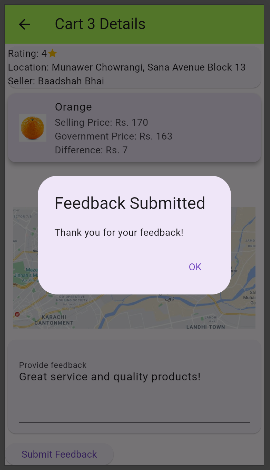 Cart 3 Details
Rating: 4⭐
Location: Munawer Chowrangi, Sana Avenue Block 13
Seller: Baadshah Bhai
Orange
Selling Price: Rs. 170
Government Price: Rs. 163
Difference: Rs. 7
Feedback Submitted
Thank you for your feedback!
OK
KARACHI
CANTONMENT
LANDHI TOWN
Provide feedback
Great service and quality products!
Submit Feedback